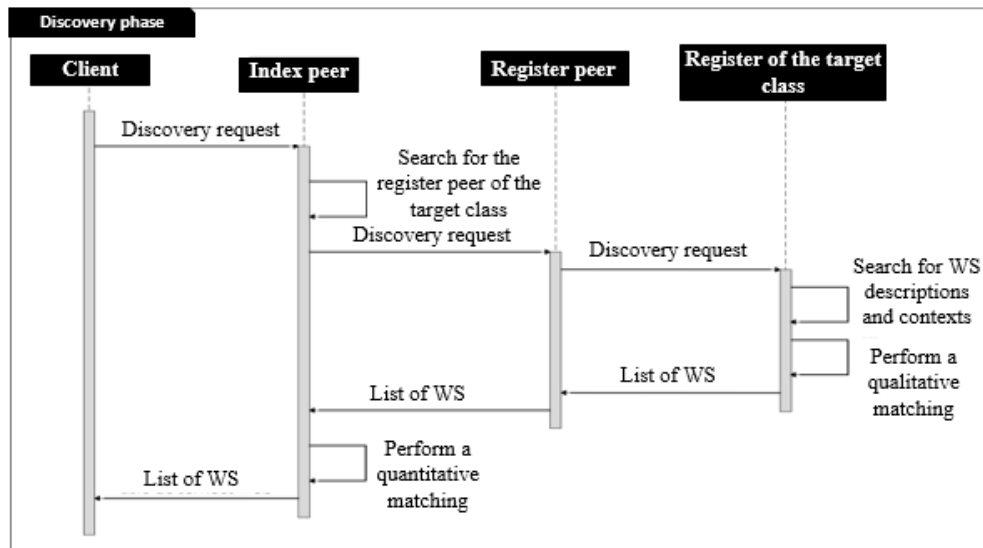 Discovery phase
Client
Index peer
Register peer
Register of the target
class
Discovery request
Search for the
register peer of the
target class
Discovery request
Discovery request
Search for WS
descriptions
and contexts
Perform a
qualitative
matching
List of WS
List of WS
Perform a
quantitative
matching
List of WS